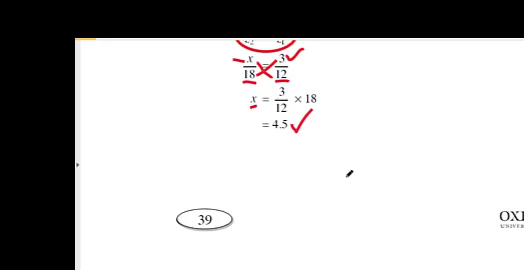 x/18 = 3/12
x = 3/12 × 18
= 4.5
39